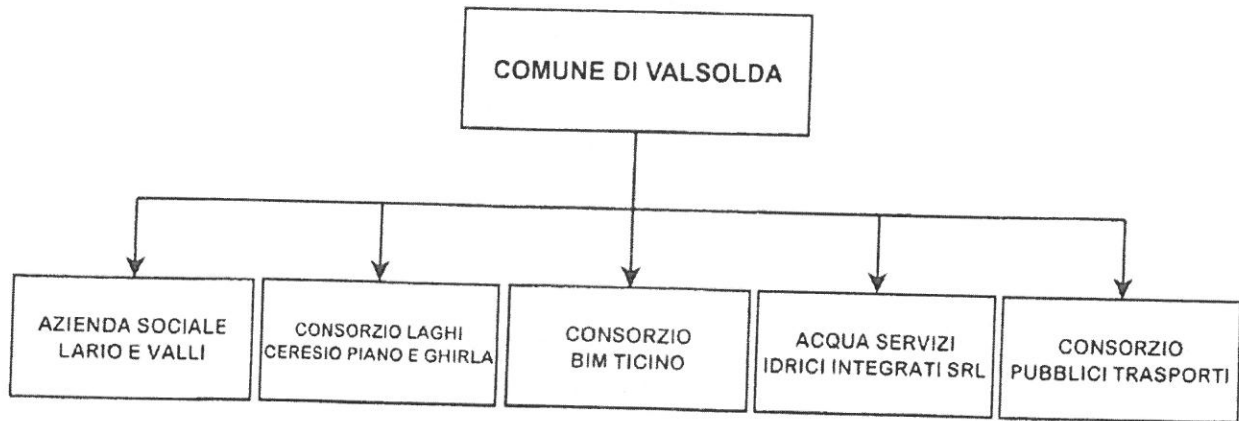 COMUNE DI VALSOLDA
AZIENDA SOCIALE
LARIO E VALLI
CONSORZIO LAGHI
CERESIO PIANO E GHIRLA
CONSORZIO
BIM TICINO
ACQUA SERVIZI
IDRICI INTEGRATI SRL
CONSORZIO
PUBBLICI TRASPORTI